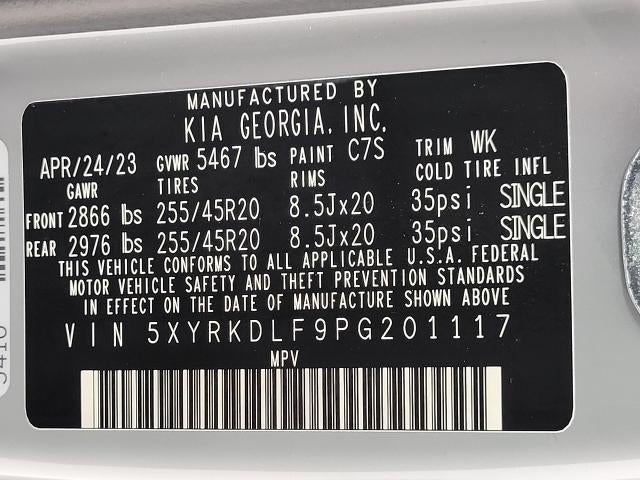 MANUFACTURED BY
KIA GEORGIA, INC.
APR/24/23 GVWR 5467 lbs PAINT C7S TRIM WK
GAWR TIRES RIMS COLD TIRE INFL
FRONT 2866 lbs 255/45R20 8.5Jx20 35psi SINGLE
REAR 2976 lbs 255/45R20 8.5Jx20 35psi SINGLE
THIS VEHICLE CONFORMS TO ALL APPLICABLE U.S.A. FEDERAL
MOTOR VEHICLE SAFETY AND THEFT PREVENTION STANDARDS
IN EFFECT ON THE DATE OF MANUFACTURE SHOWN ABOVE
VIN 5XYRKDLF9PG201117
MPV